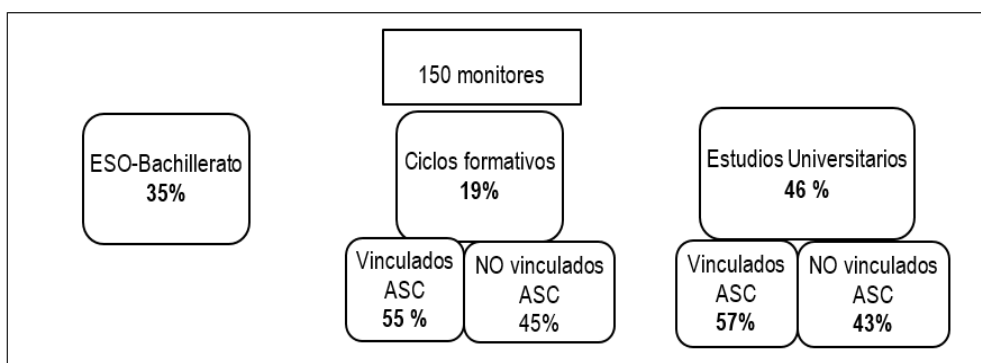 150 monitores
ESO-Bachillerato
35%
Ciclos formativos
19%
Estudios Universitarios
46 %
Vinculados
ASC
55 %
NO vinculados
ASC
45%
Vinculados
ASC
57%
NO vinculados
ASC
43%